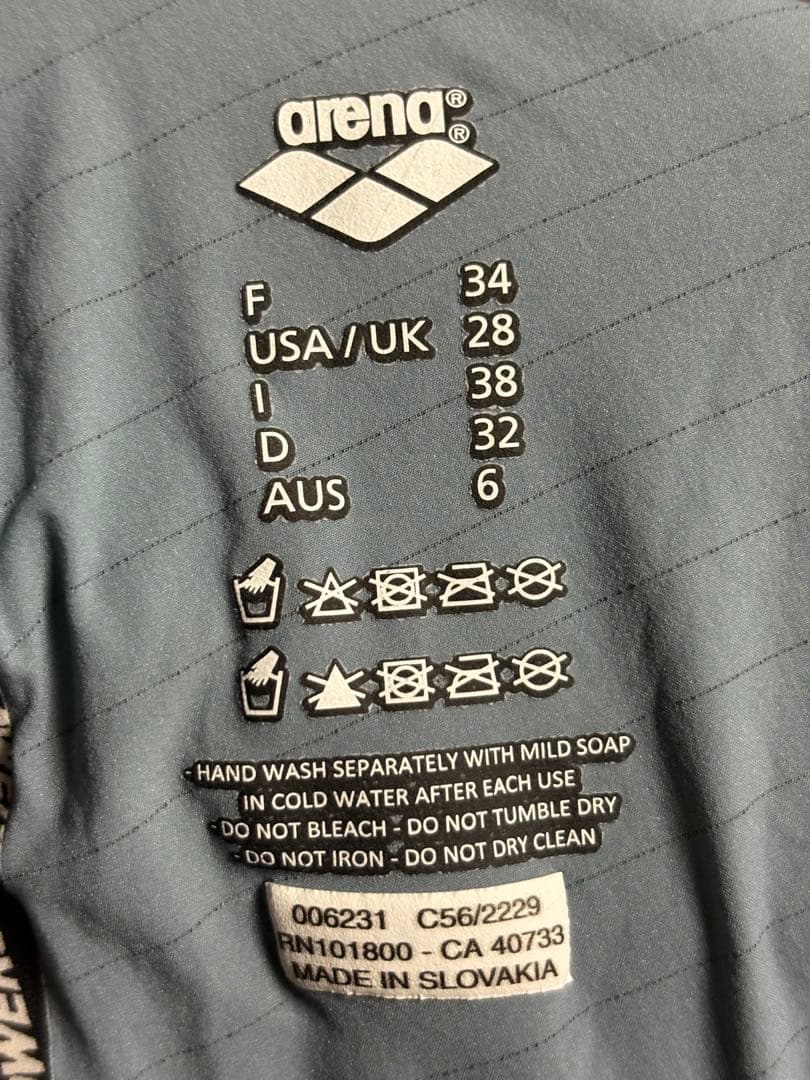 arena®
®
F 34
USA/UK 28
I 38
D 32
AUS 6
-HAND WASH SEPARATELY WITH MILD SOAP
IN COLD WATER AFTER EACH USE
-DO NOT BLEACH - DO NOT TUMBLE DRY
-DO NOT IRON - DO NOT DRY CLEAN
006231 C56/2229
RN101800 - CA 40733
MADE IN SLOVAKIA